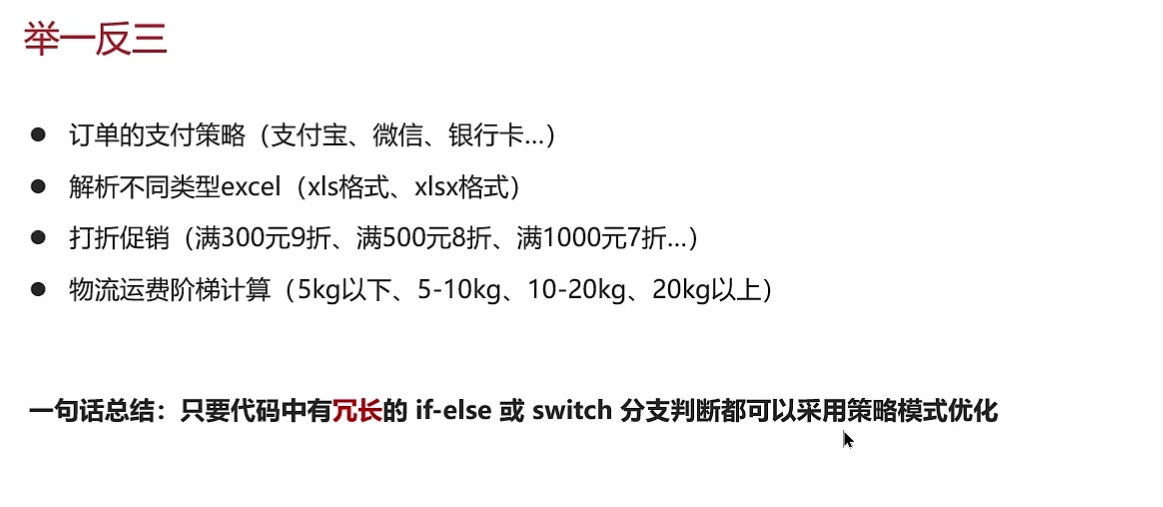 举一反三
● 订单的支付策略（支付宝、微信、银行卡...）
● 解析不同类型excel（xls格式、xlsx格式）
● 打折促销（满300元9折、满500元8折、满1000元7折...）
● 物流运费阶梯计算（5kg以下、5-10kg、10-20kg、20kg以上）
一句话总结：只要代码中有冗长的 if-else 或 switch 分支判断都可以采用策略模式优化